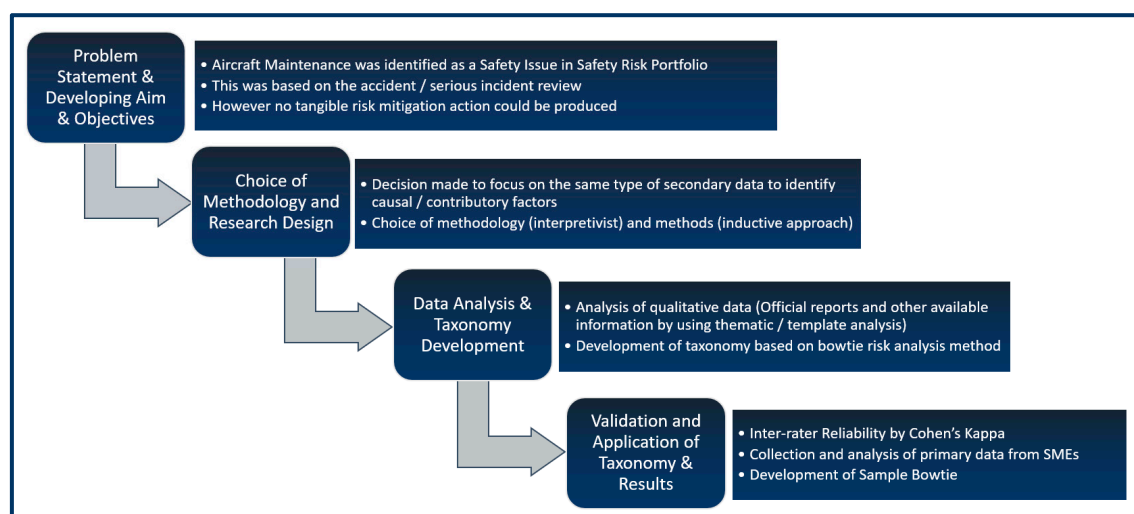 Problem
Statement &
Developing Aim
& Objectives
• Aircraft Maintenance was identified as a Safety Issue in Safety Risk Portfolio
• This was based on the accident / serious incident review
• However no tangible risk mitigation action could be produced
Choice of
Methodology and
Research Design
• Decision made to focus on the same type of secondary data to identify
causal / contributory factors
• Choice of methodology (interpretivist) and methods (inductive approach)
Data Analysis &
Taxonomy
Development
• Analysis of qualitative data (Official reports and other available
information by using thematic / template analysis)
• Development of taxonomy based on bowtie risk analysis method
Validation and
Application of
Taxonomy &
Results
• Inter-rater Reliability by Cohen’s Kappa
• Collection and analysis of primary data from SMEs
• Development of Sample Bowtie